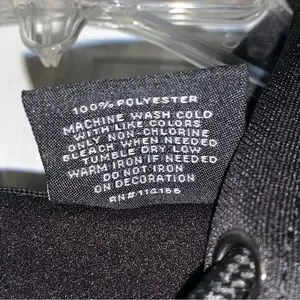 100% POLYESTER
MACHINE WASH COLD
WITH LIKE COLORS
ONLY NON-CHLORINE
BLEACH WHEN NEEDED
TUMBLE DRY LOW
WARM IRON IF NEEDED
DO NOT IRON
ON DECORATION
RN#114166